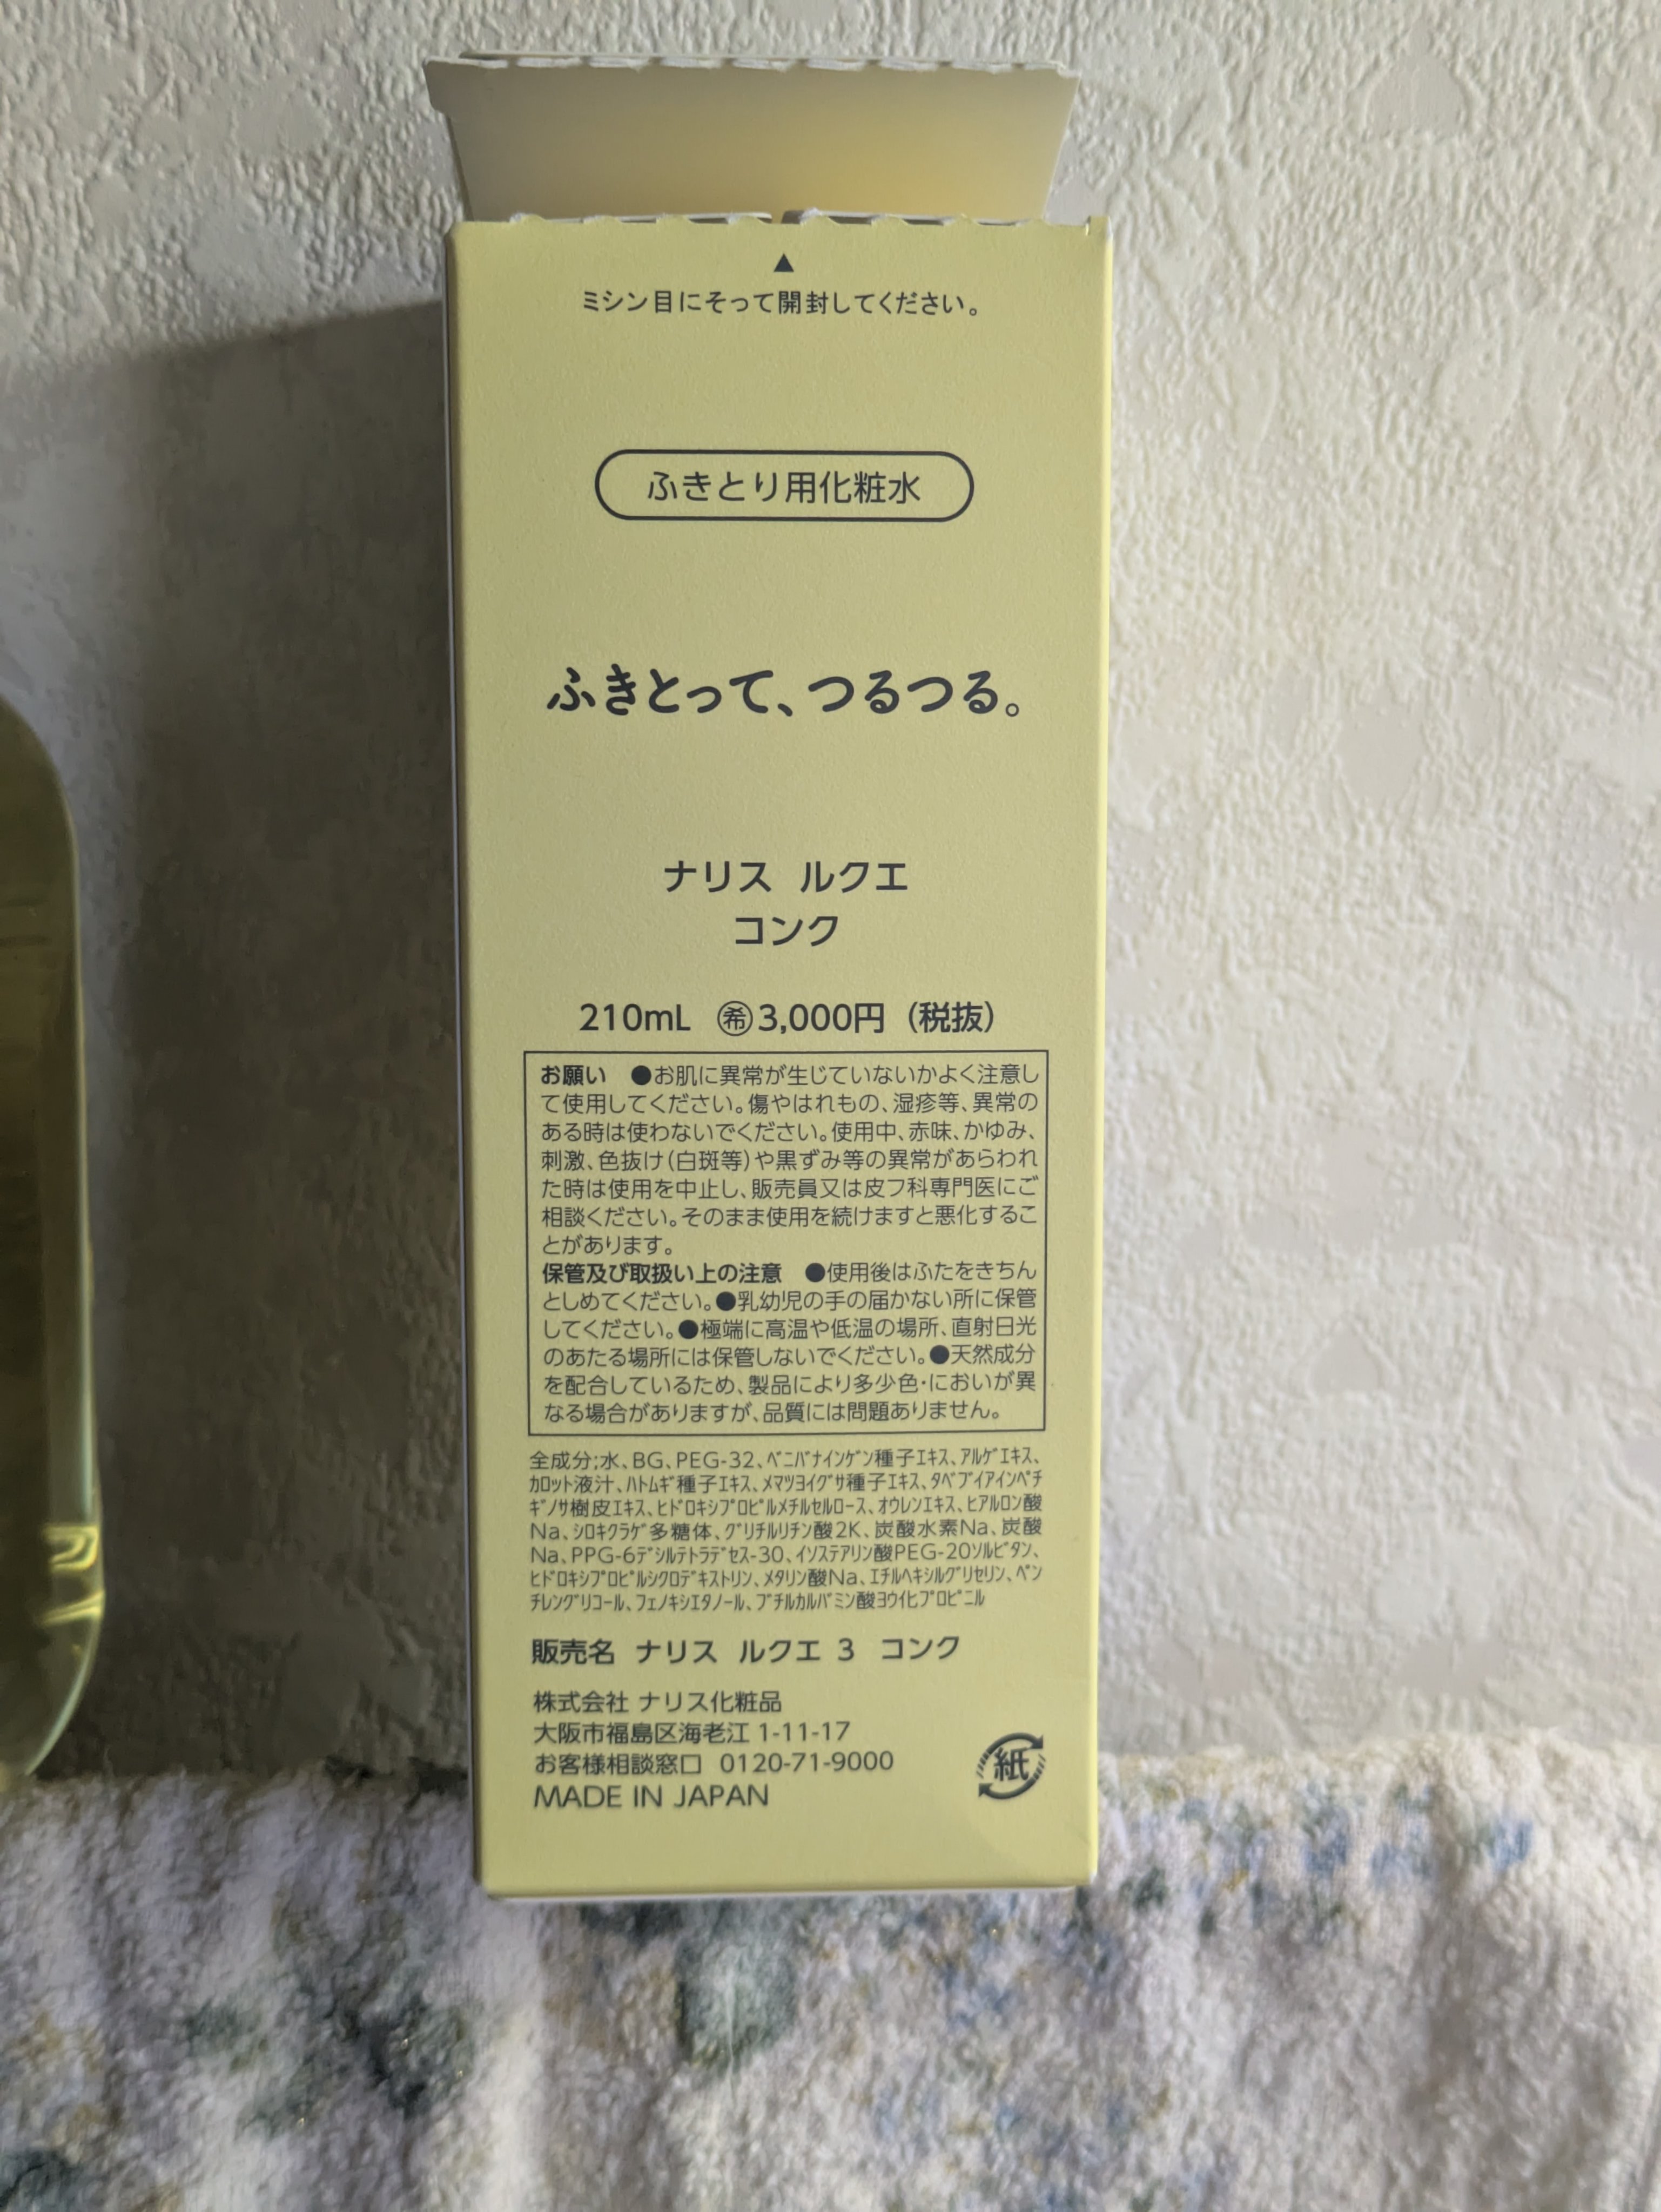 ▲
ミシン目にそって開封してください。
ふきとり用化粧水
ふきとって、つるつる。
ナリス ルクエ
コンク
210mL ㊝3,000円（税抜）
お願い ●お肌に異常が生じていないかよく注意し
て使用してください。傷やはれもの、湿疹等、異常の
ある時は使わないでください。使用中、赤味、かゆみ、
刺激、色抜け(白斑等)や黒ずみ等の異常があらわれ
た時は使用を中止し、販売員又は皮フ科専門医にご
相談ください。そのまま使用を続けますと悪化するこ
とがあります。
保管及び取扱い上の注意 ●使用後はふたをきちん
としめてください。●乳幼児の手の届かない所に保管
してください。●極端に高温や低温の場所、直射日光
のあたる場所には保管しないでください。●天然成分
を配合しているため、製品により多少色・においが異
なる場合がありますが、品質には問題ありません。
全成分;水、BG、PEG-32、ﾍﾞﾆﾊﾞﾅｲﾝｹﾞﾝ種子ｴｷｽ、ｱﾙｹﾞｴｷｽ、
ｶﾛｯﾄ液汁、ﾊﾄﾑｷﾞ種子ｴｷｽ、ﾒﾏﾂﾖｲｸﾞｻ種子ｴｷｽ、ﾀﾍﾞﾌﾞｲｱｲﾝﾍﾟﾁ
ｷﾞﾉｻ樹皮ｴｷｽ、ﾋﾄﾞﾛｷｼﾌﾟﾛﾋﾟﾙﾒﾁﾙｾﾙﾛｰｽ、ｵｳﾚﾝｴｷｽ、ﾋｱﾙﾛﾝ酸
Na、ｼﾛｷｸﾗｹﾞ多糖体、ｸﾞﾘﾁﾙﾘﾁﾝ酸2K、炭酸水素Na、炭酸
Na、PPG-6ﾃﾞｼﾙﾃﾄﾗﾃﾞｾｽ-30、ｲｿｽﾃｱﾘﾝ酸PEG-20ｿﾙﾋﾞﾀﾝ、
ﾋﾄﾞﾛｷｼﾌﾟﾛﾋﾟﾙｼｸﾛﾃﾞｷｽﾄﾘﾝ、ﾒﾀﾘﾝ酸Na、ｴﾁﾙﾍｷｼﾙｸﾞﾘｾﾘﾝ、ﾍﾟﾝ
ﾁﾚﾝｸﾞﾘｺｰﾙ、ﾌｪﾉｷｼｴﾀﾉｰﾙ、ﾌﾞﾁﾙｶﾙﾊﾞﾐﾝ酸ﾖｳ化ﾌﾟﾛﾋﾟﾆﾙ
販売名 ナリス ルクエ 3 コンク
株式会社 ナリス化粧品
大阪市福島区海老江 1-11-17
お客様相談窓口 0120-71-9000
MADE IN JAPAN
紙